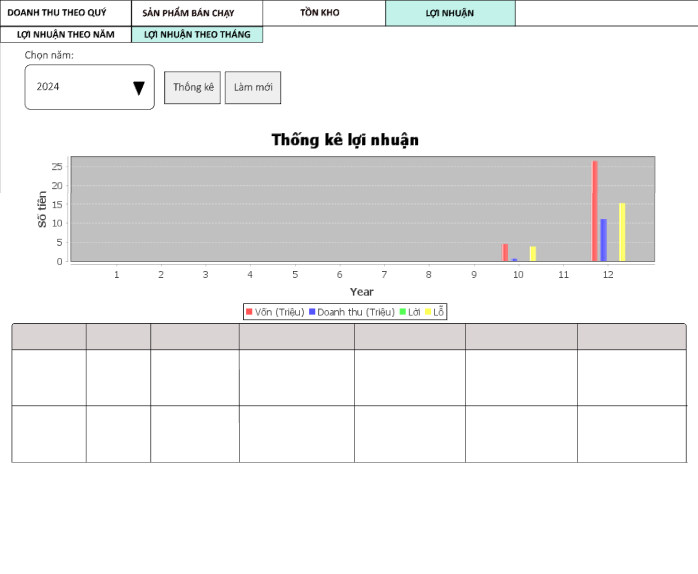 DOANH THU THEO QUÝ SẢN PHẨM BÁN CHẠY TỒN KHO LỢI NHUẬN
LỢI NHUẬN THEO NĂM LỢI NHUẬN THEO THÁNG
Chọn năm:
2024 Thống kê Làm mới
Thống kê lợi nhuận
25
20
15
10
5
0
Số tiền
1 2 3 4 5 6 7 8 9 10 11 12
Year
Vốn (Triệu) Doanh thu (Triệu) Lời Lỗ